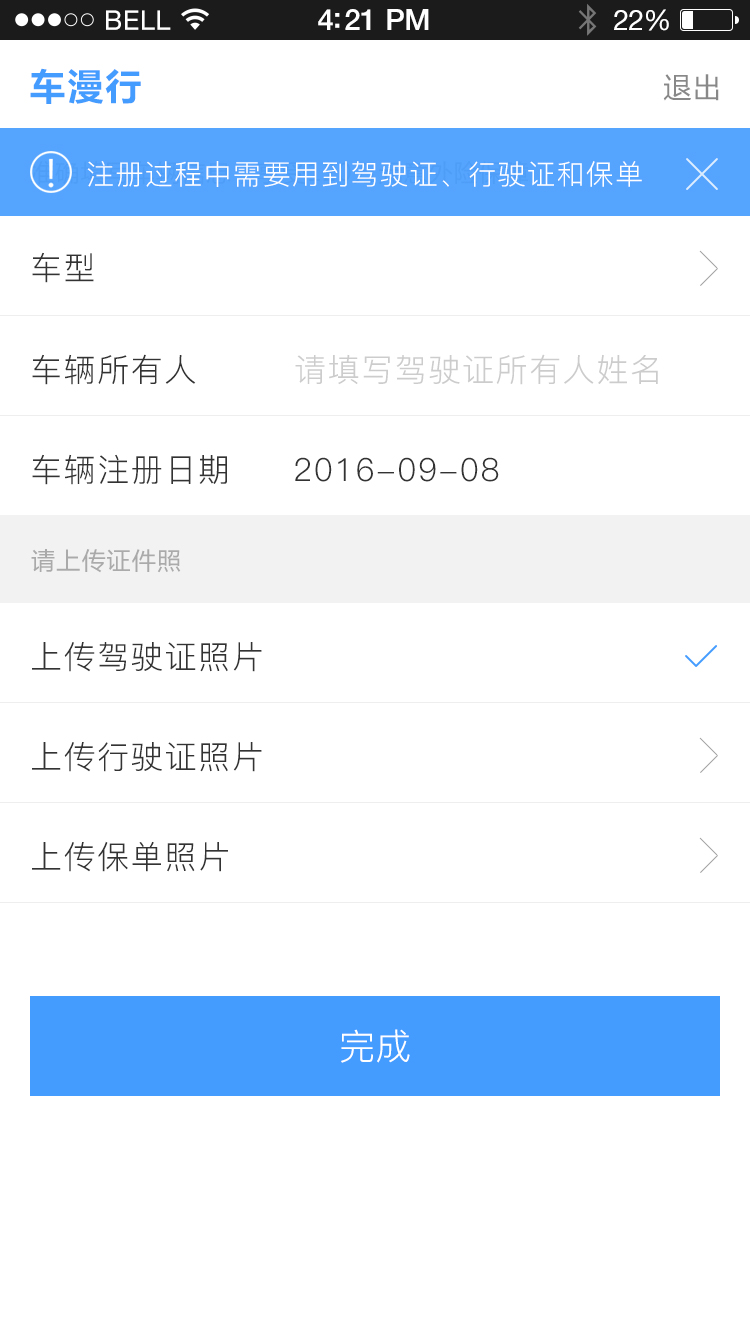 BELL 4:21 PM 22%
车漫行 退出
注册过程中需要用到驾驶证、行驶证和保单
车型
车辆所有人 请填写驾驶证所有人姓名
车辆注册日期 2016-09-08
请上传证件照
上传驾驶证照片
上传行驶证照片
上传保单照片
完成